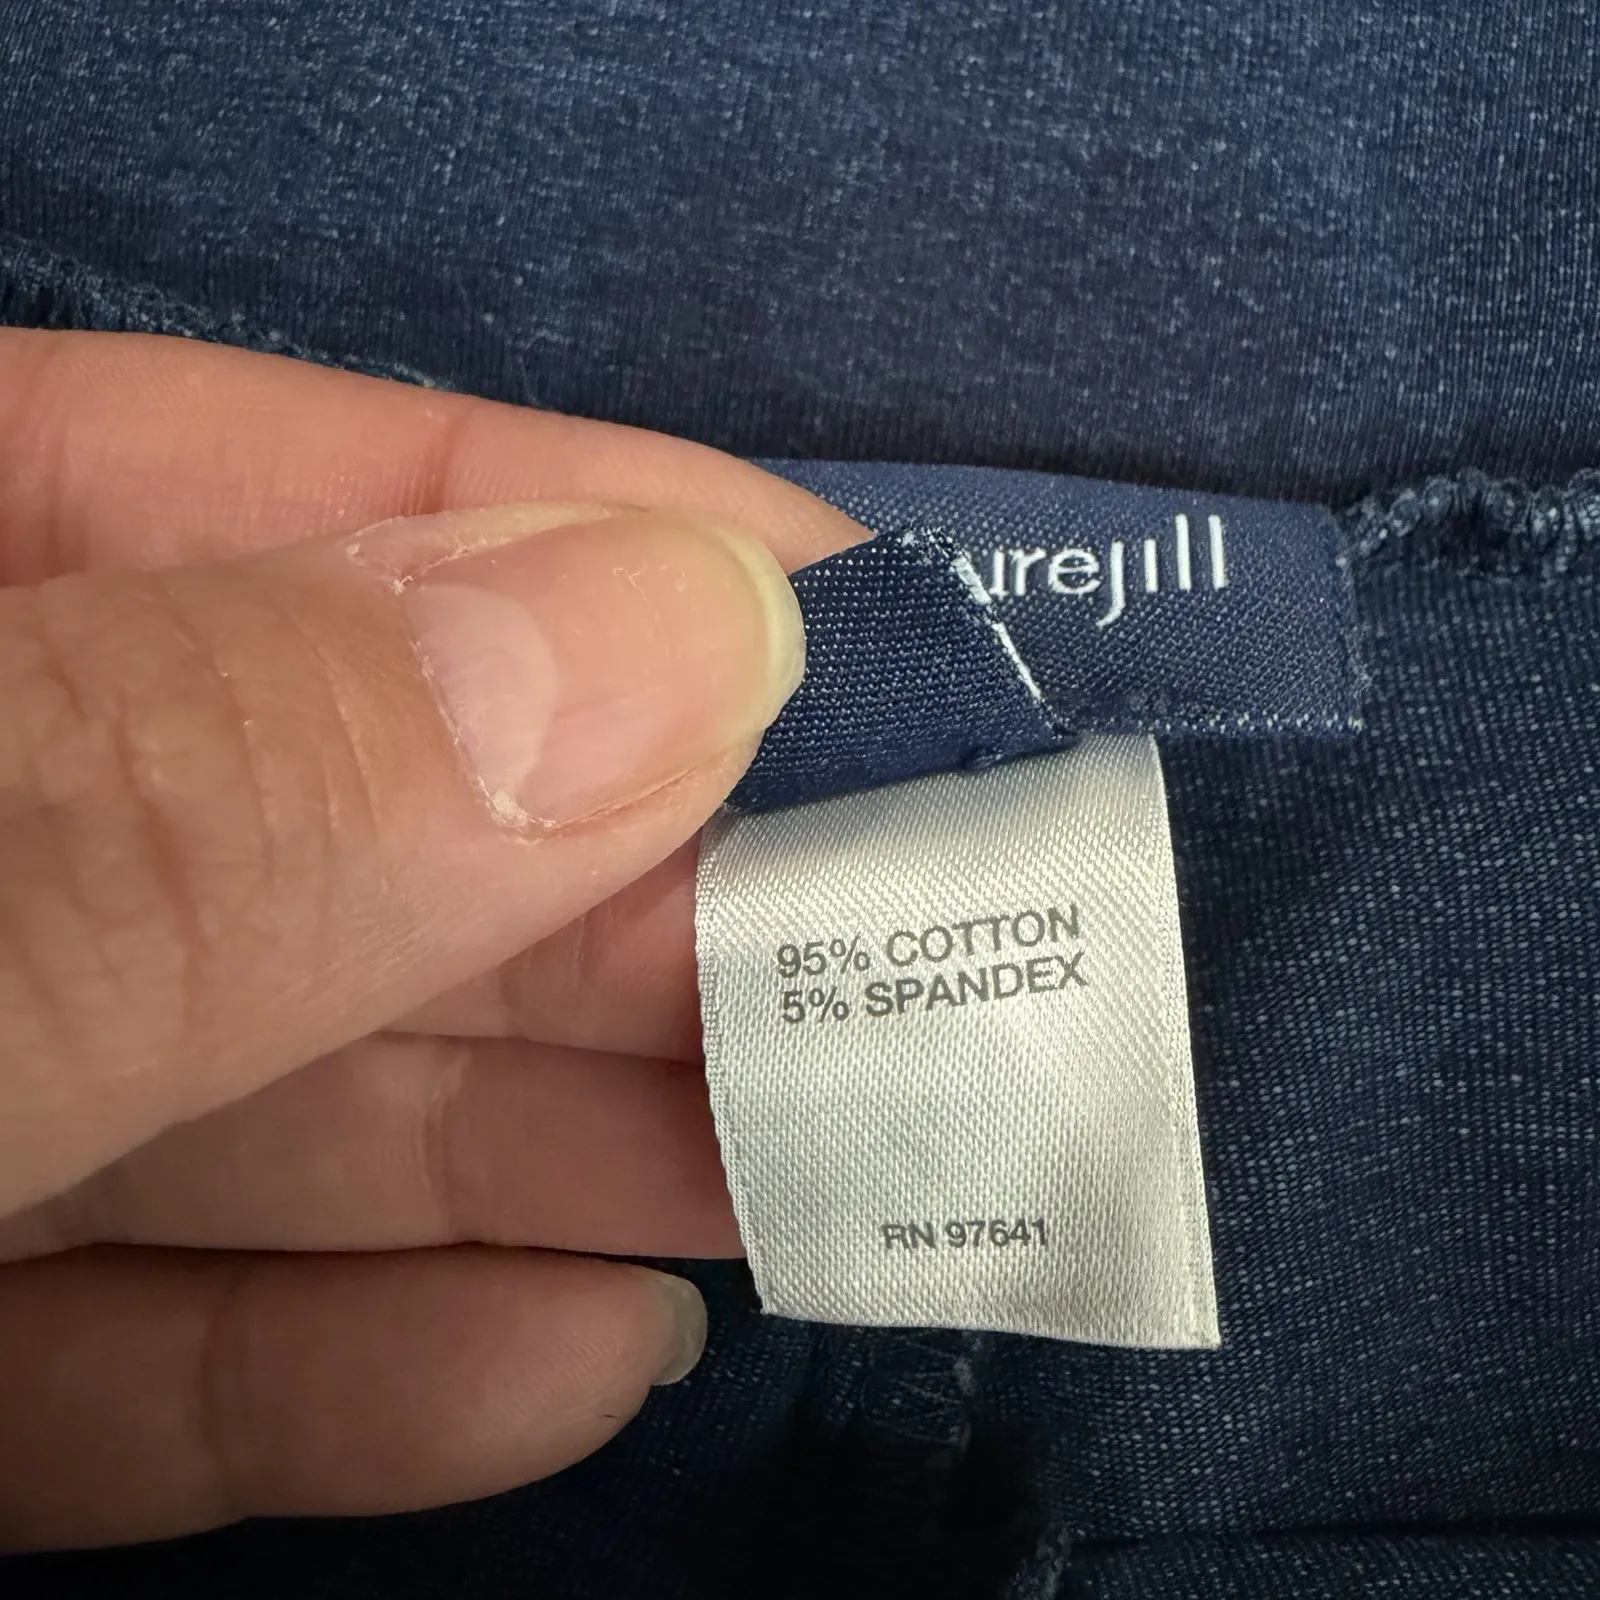 urejill
95% COTTON
5% SPANDEX
RN 97641